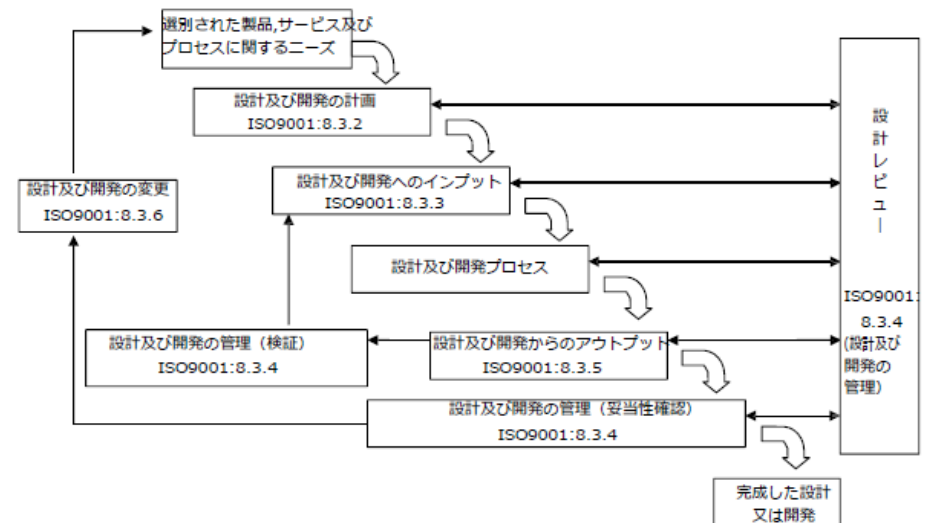 選別された製品,サービス及び
プロセスに関するニーズ
設計及び開発の計画
ISO9001:8.3.2
設計及び開発へのインプット
ISO9001:8.3.3
設計及び開発の変更
ISO9001:8.3.6
設計及び開発プロセス
設計及び開発の管理（検証）
ISO9001:8.3.4
設計及び開発からのアウトプット
ISO9001:8.3.5
設計及び開発の管理（妥当性確認）
ISO9001:8.3.4
完成した設計
又は開発
設計レビュー
ISO9001:
8.3.4
(設計及び
開発の
管理)